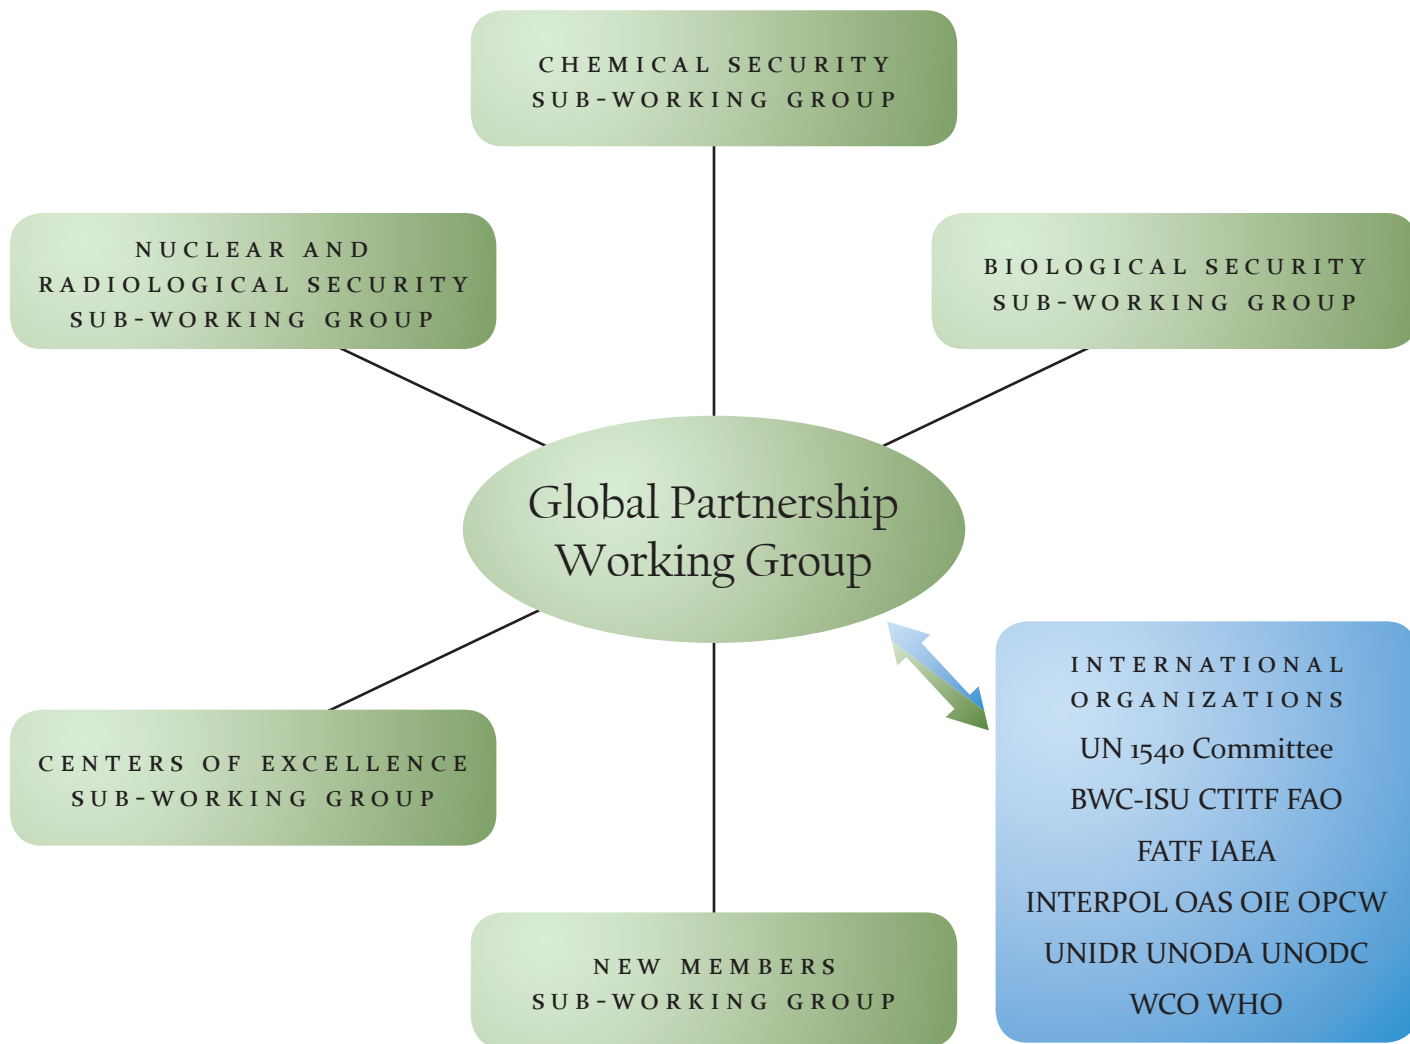 CHEMICAL SECURITY
SUB-WORKING GROUP
NUCLEAR AND
RADIOLOGICAL SECURITY
SUB-WORKING GROUP
BIOLOGICAL SECURITY
SUB-WORKING GROUP
Global Partnership
Working Group
CENTERS OF EXCELLENCE
SUB-WORKING GROUP
NEW MEMBERS
SUB-WORKING GROUP
INTERNATIONAL
ORGANIZATIONS
UN 1540 Committee
BWC-ISU CTITF FAO
FATF IAEA
INTERPOL OAS OIE OPCW
UNIDR UNODA UNODC
WCO WHO